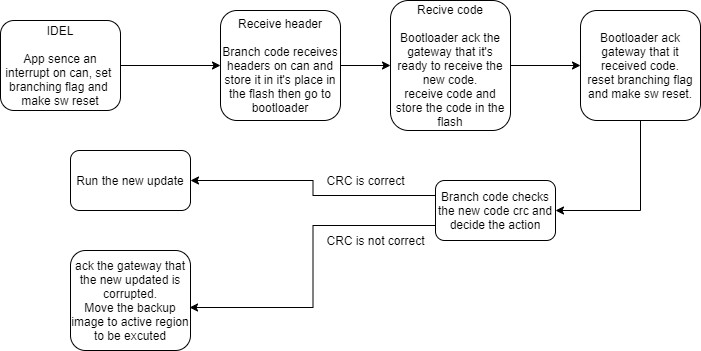 IDEL
App sence an
interrupt on can, set
branching flag and
make sw reset
Receive header
Branch code receives
headers on can and
store it in it's place in
the flash then go to
bootloader
Recive code
Bootloader ack the
gateway that it's
ready to receive the
new code.
receive code and
store the code in the
flash
Bootloader ack
gateway that it
received code.
reset branching flag
and make sw reset.
Branch code checks
the new code crc and
decide the action
CRC is correct
Run the new update
CRC is not correct
ack the gateway that
the new updated is
corrupted.
Move the backup
image to active region
to be excuted